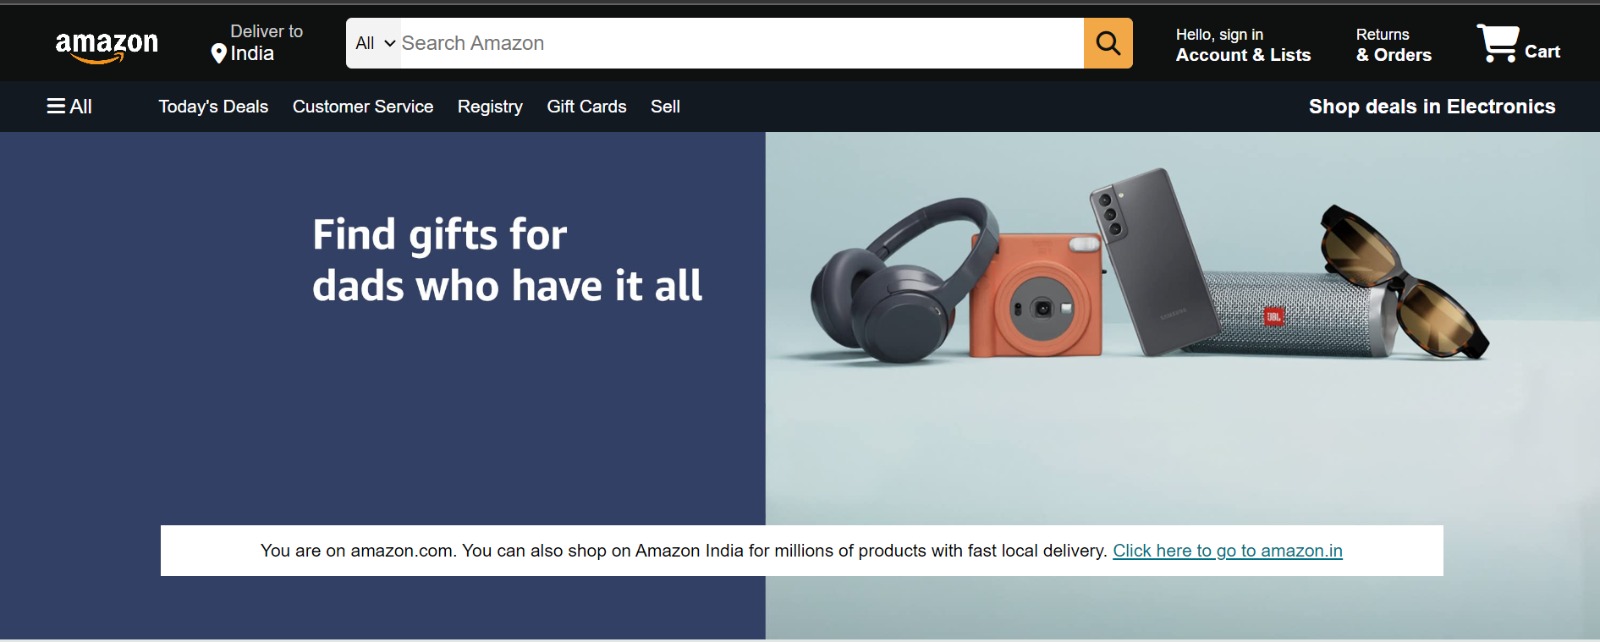 amazon
Deliver to
India
All
Search Amazon
Hello, sign in
Account & Lists
Returns
& Orders
Cart
All
Today's Deals
Customer Service
Registry
Gift Cards
Sell
Shop deals in Electronics
Find gifts for
dads who have it all
SAMSUNG
JBL
You are on amazon.com. You can also shop on Amazon India for millions of products with fast local delivery. Click here to go to amazon.in